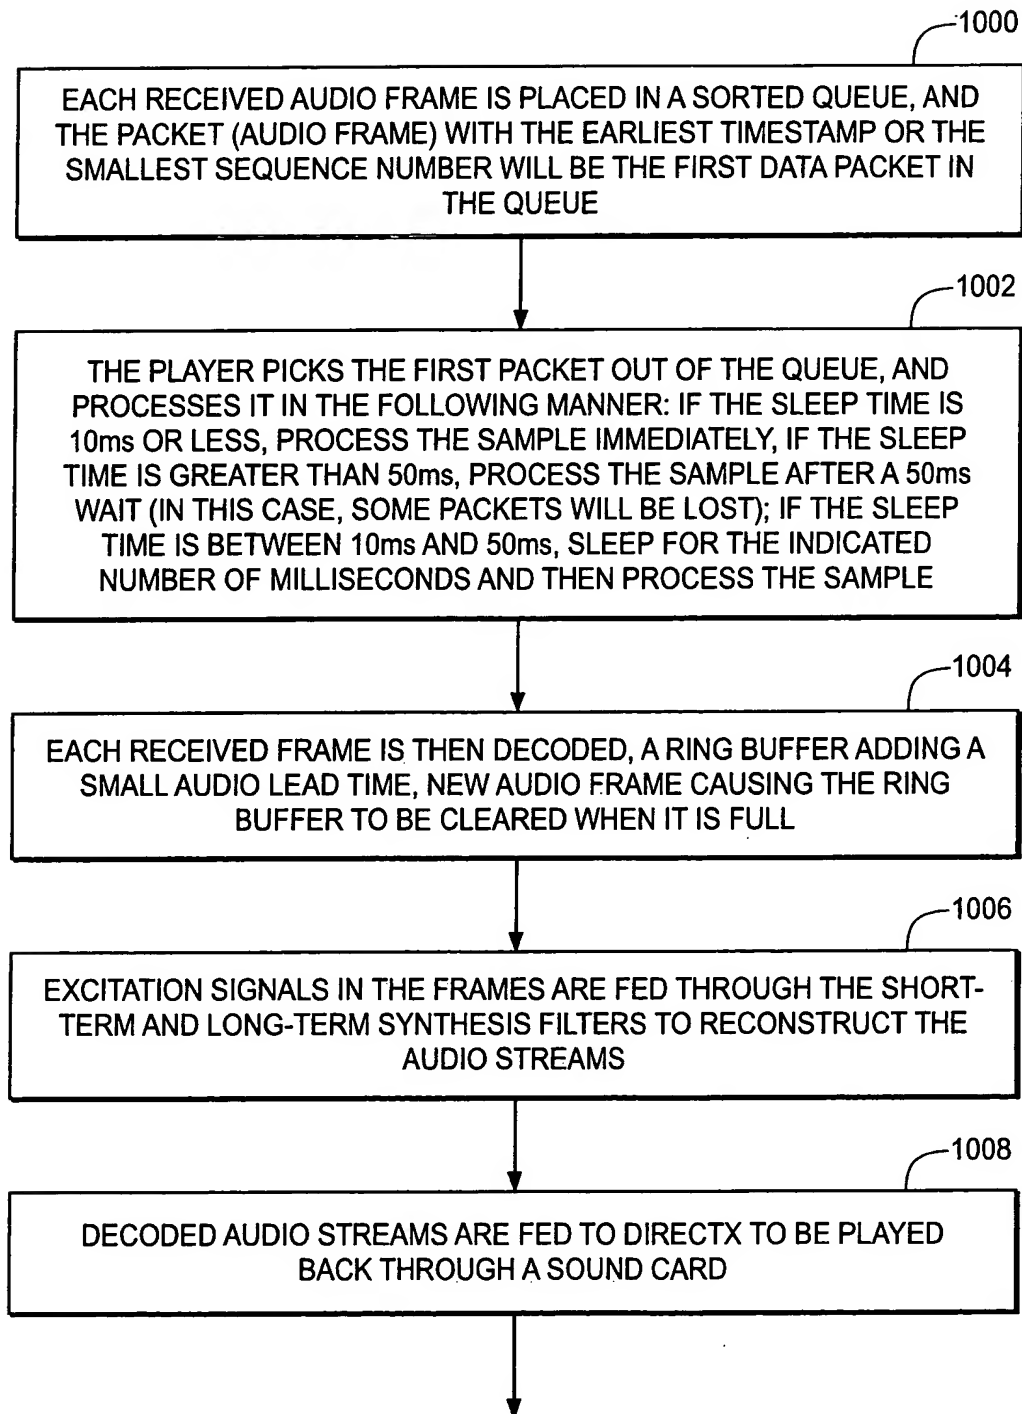 1000
EACH RECEIVED AUDIO FRAME IS PLACED IN A SORTED QUEUE, AND
THE PACKET (AUDIO FRAME) WITH THE EARLIEST TIMESTAMP OR THE
SMALLEST SEQUENCE NUMBER WILL BE THE FIRST DATA PACKET IN
THE QUEUE
1002
THE PLAYER PICKS THE FIRST PACKET OUT OF THE QUEUE, AND
PROCESSES IT IN THE FOLLOWING MANNER: IF THE SLEEP TIME IS
10ms OR LESS, PROCESS THE SAMPLE IMMEDIATELY, IF THE SLEEP
TIME IS GREATER THAN 50ms, PROCESS THE SAMPLE AFTER A 50ms
WAIT (IN THIS CASE, SOME PACKETS WILL BE LOST); IF THE SLEEP
TIME IS BETWEEN 10ms AND 50ms, SLEEP FOR THE INDICATED
NUMBER OF MILLISECONDS AND THEN PROCESS THE SAMPLE
1004
EACH RECEIVED FRAME IS THEN DECODED, A RING BUFFER ADDING A
SMALL AUDIO LEAD TIME, NEW AUDIO FRAME CAUSING THE RING
BUFFER TO BE CLEARED WHEN IT IS FULL
1006
EXCITATION SIGNALS IN THE FRAMES ARE FED THROUGH THE SHORT-
TERM AND LONG-TERM SYNTHESIS FILTERS TO RECONSTRUCT THE
AUDIO STREAMS
1008
DECODED AUDIO STREAMS ARE FED TO DIRECTX TO BE PLAYED
BACK THROUGH A SOUND CARD